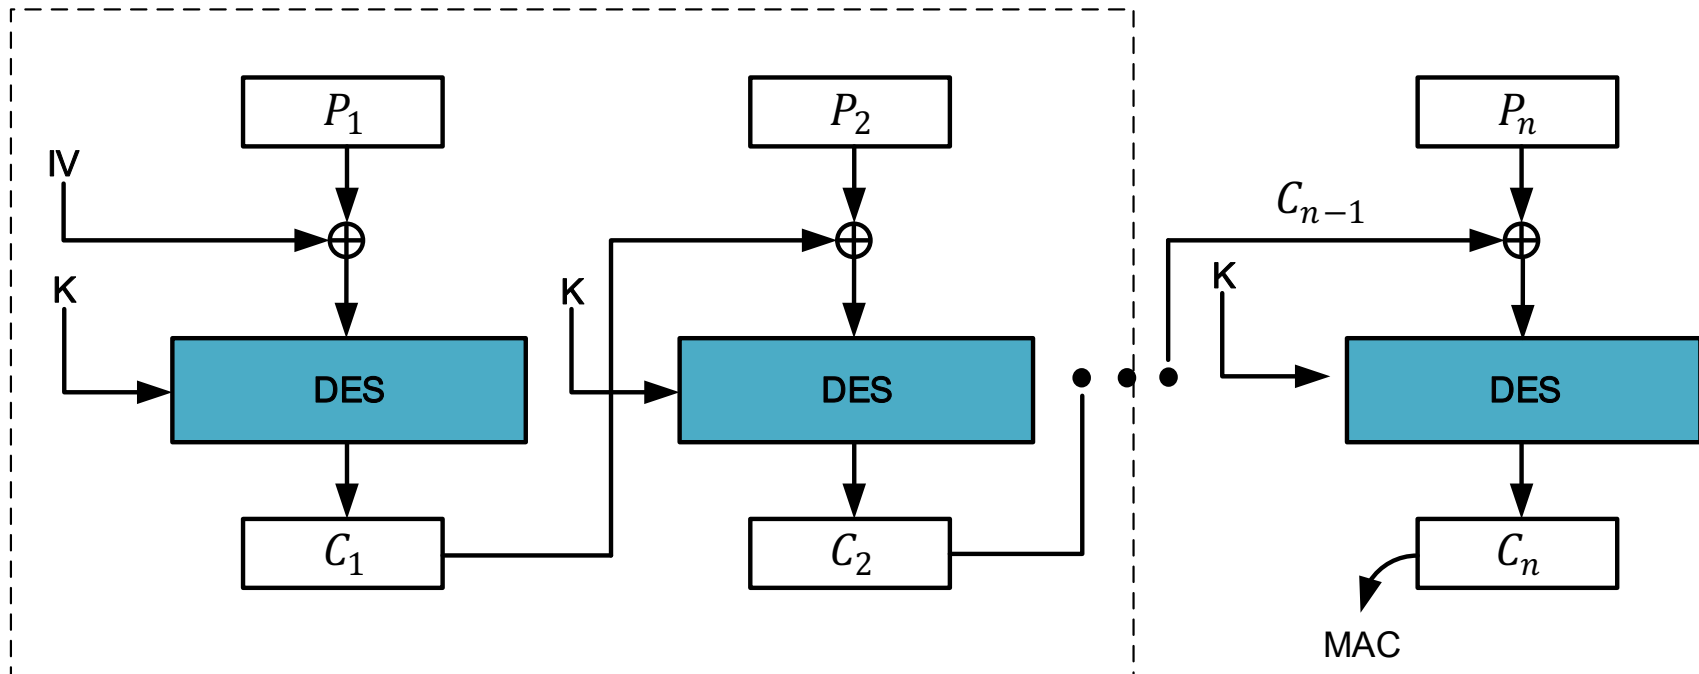 P₁
P₂
Pₙ
IV
Cₙ₋₁
K
K
K
DES
DES
DES
C₁
C₂
Cₙ
MAC